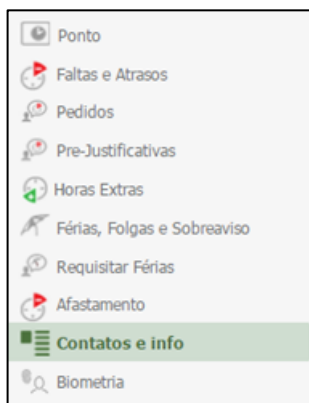 Ponto
Faltas e Atrasos
Pedidos
Pre-Justificativas
Horas Extras
Férias, Folgas e Sobreaviso
Requisitar Férias
Afastamento
Contatos e info
Biometria